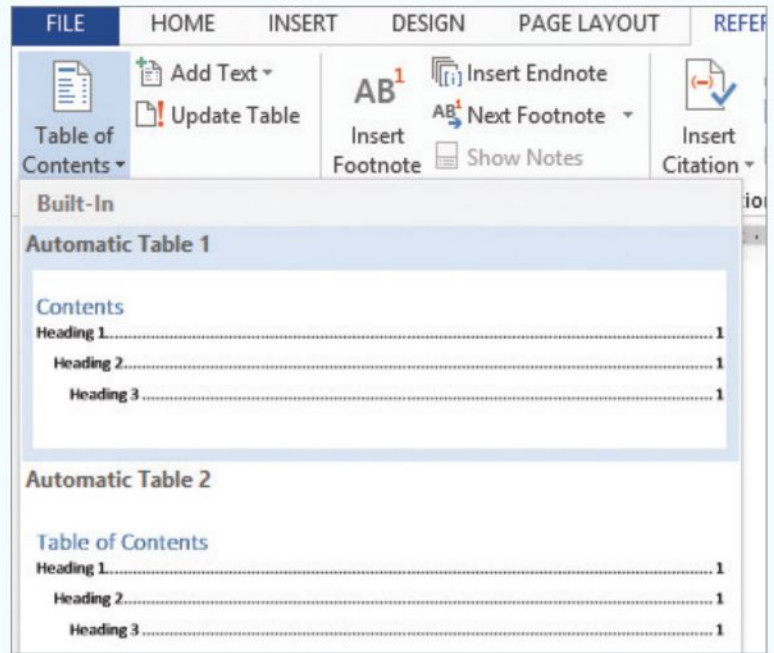 FILE HOME INSERT DESIGN PAGE LAYOUT REFER
Add Text
Update Table
Table of
Contents
AB1
Insert
Footnote
[i] Insert Endnote
AB1 Next Footnote
Show Notes
(-)
Insert
Citation
Built-In
Automatic Table 1
Contents
Heading 1........................................................1
Heading 2........................................................1
Heading 3........................................................1
Automatic Table 2
Table of Contents
Heading 1........................................................1
Heading 2........................................................1
Heading 3........................................................1